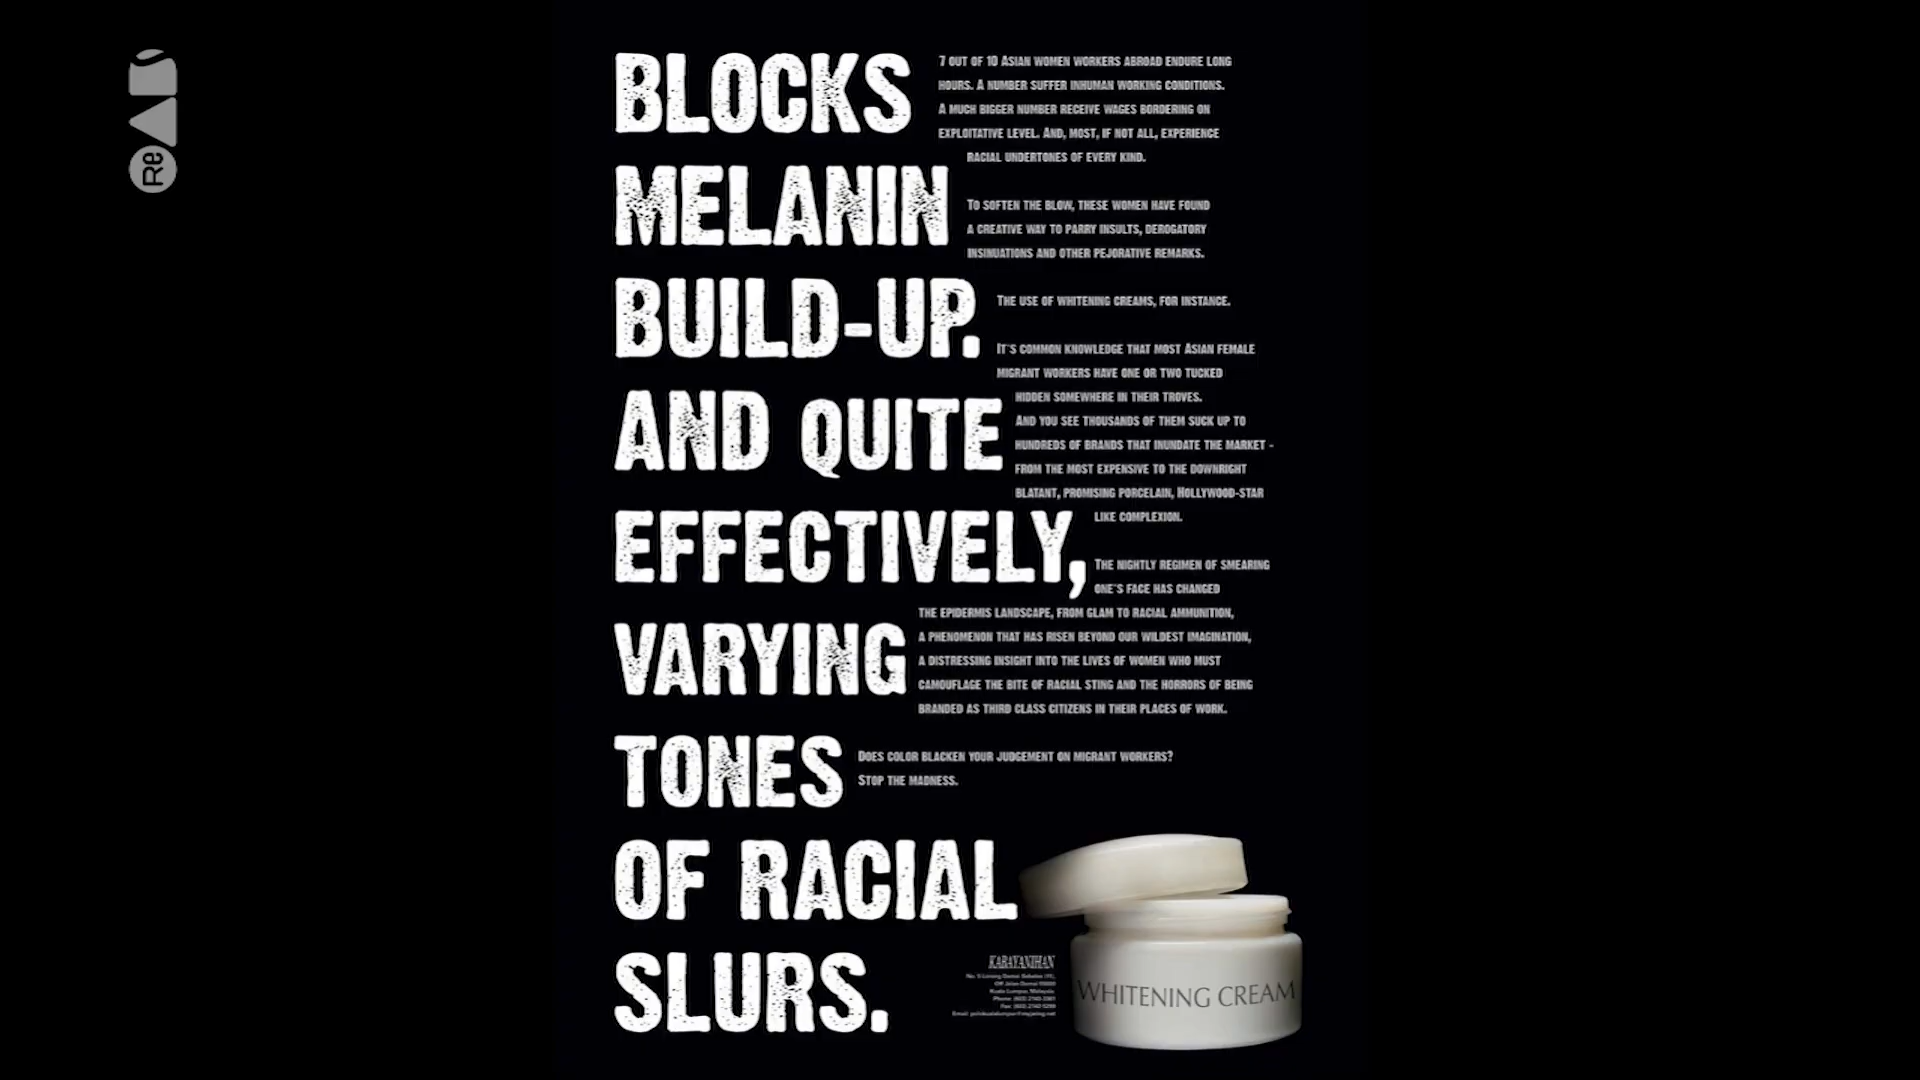 BLOCKS
MELANIN
BUILD-UP.
AND QUITE
EFFECTIVELY,
VARYING
TONES
OF RACIAL
SLURS.
7 OUT OF 10 ASIAN WOMEN WORKERS ABROAD ENDURE LONG
HOURS. A NUMBER SUFFER INHUMAN WORKING CONDITIONS.
A MUCH BIGGER NUMBER RECEIVE WAGES BORDERING ON
EXPLOITATIVE LEVEL. AND, MOST, IF NOT ALL, EXPERIENCE
RACIAL UNDERTONES OF EVERY KIND.
TO SOFTEN THE BLOW, THESE WOMEN HAVE FOUND
A CREATIVE WAY TO PARRY INSULTS, DEROGATORY
INSINUATIONS AND OTHER PEJORATIVE REMARKS.
THE USE OF WHITENING CREAMS, FOR INSTANCE.
IT'S COMMON KNOWLEDGE THAT MOST ASIAN FEMALE
MIGRANT WORKERS HAVE ONE OR TWO TUCKED
HIDDEN SOMEWHERE IN THEIR TROVES.
AND YOU SEE THOUSANDS OF THEM SUCK UP TO
HUNDREDS OF BRANDS THAT INUNDATE THE MARKET -
FROM THE MOST EXPENSIVE TO THE DOWNRIGHT
BLATANT, PROMISING PORCELAIN, HOLLYWOOD-STAR
LIKE COMPLEXION.
THE NIGHTLY REGIMEN OF SMEARING
ONE'S FACE HAS CHANGED
THE EPIDERMIS LANDSCAPE, FROM GLAM TO RACIAL AMMUNITION,
A PHENOMENON THAT HAS RISEN BEYOND OUR WILDEST IMAGINATION,
A DISTRESSING INSIGHT INTO THE LIVES OF WOMEN WHO MUST
CAMOUFLAGE THE BITE OF RACIAL STING AND THE HORRORS OF BEING
BRANDED AS THIRD CLASS CITIZENS IN THEIR PLACES OF WORK.
DOES COLOR BLACKEN YOUR JUDGEMENT ON MIGRANT WORKERS?
STOP THE MADNESS.
KABAYANIHAN
Kuala Lumpur, Malaysia.
WHITENING CREAM
Re